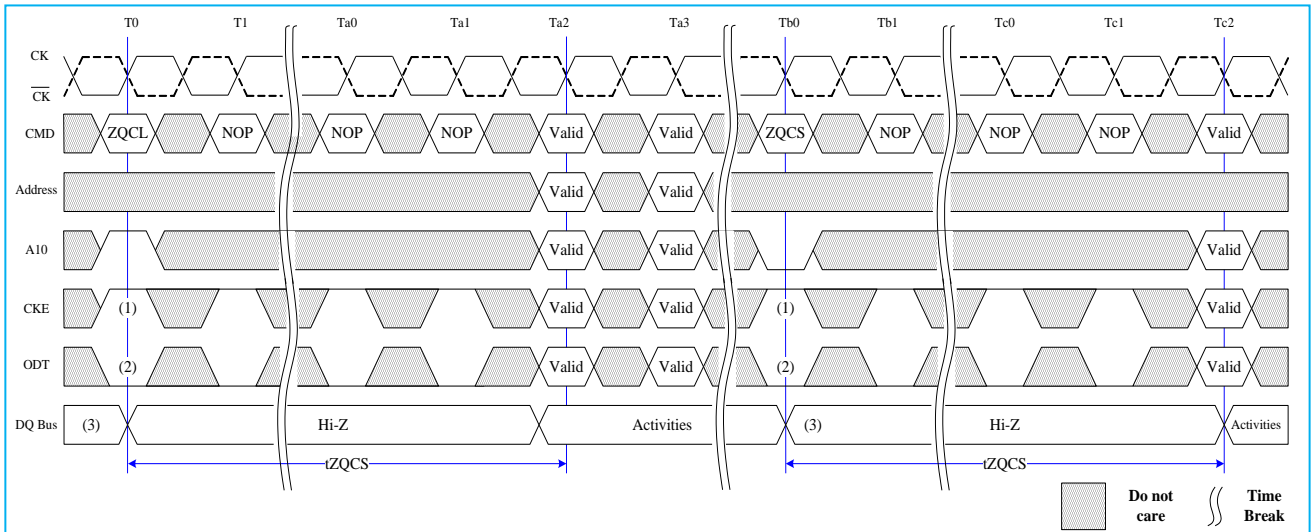 T0 T1 Ta0 Ta1 Ta2 Ta3 Tb0 Tb1 Tc0 Tc1 Tc2
CK
CK
CMD ZQCL NOP NOP NOP Valid Valid ZQCS NOP NOP NOP Valid
Address Valid Valid
A10 Valid Valid Valid
CKE (1) Valid Valid (1) Valid
ODT (2) Valid Valid (2) Valid
DQ Bus (3) Hi-Z Activities (3) Hi-Z Activities
tZQCS tZQCS
Do not care
Time Break